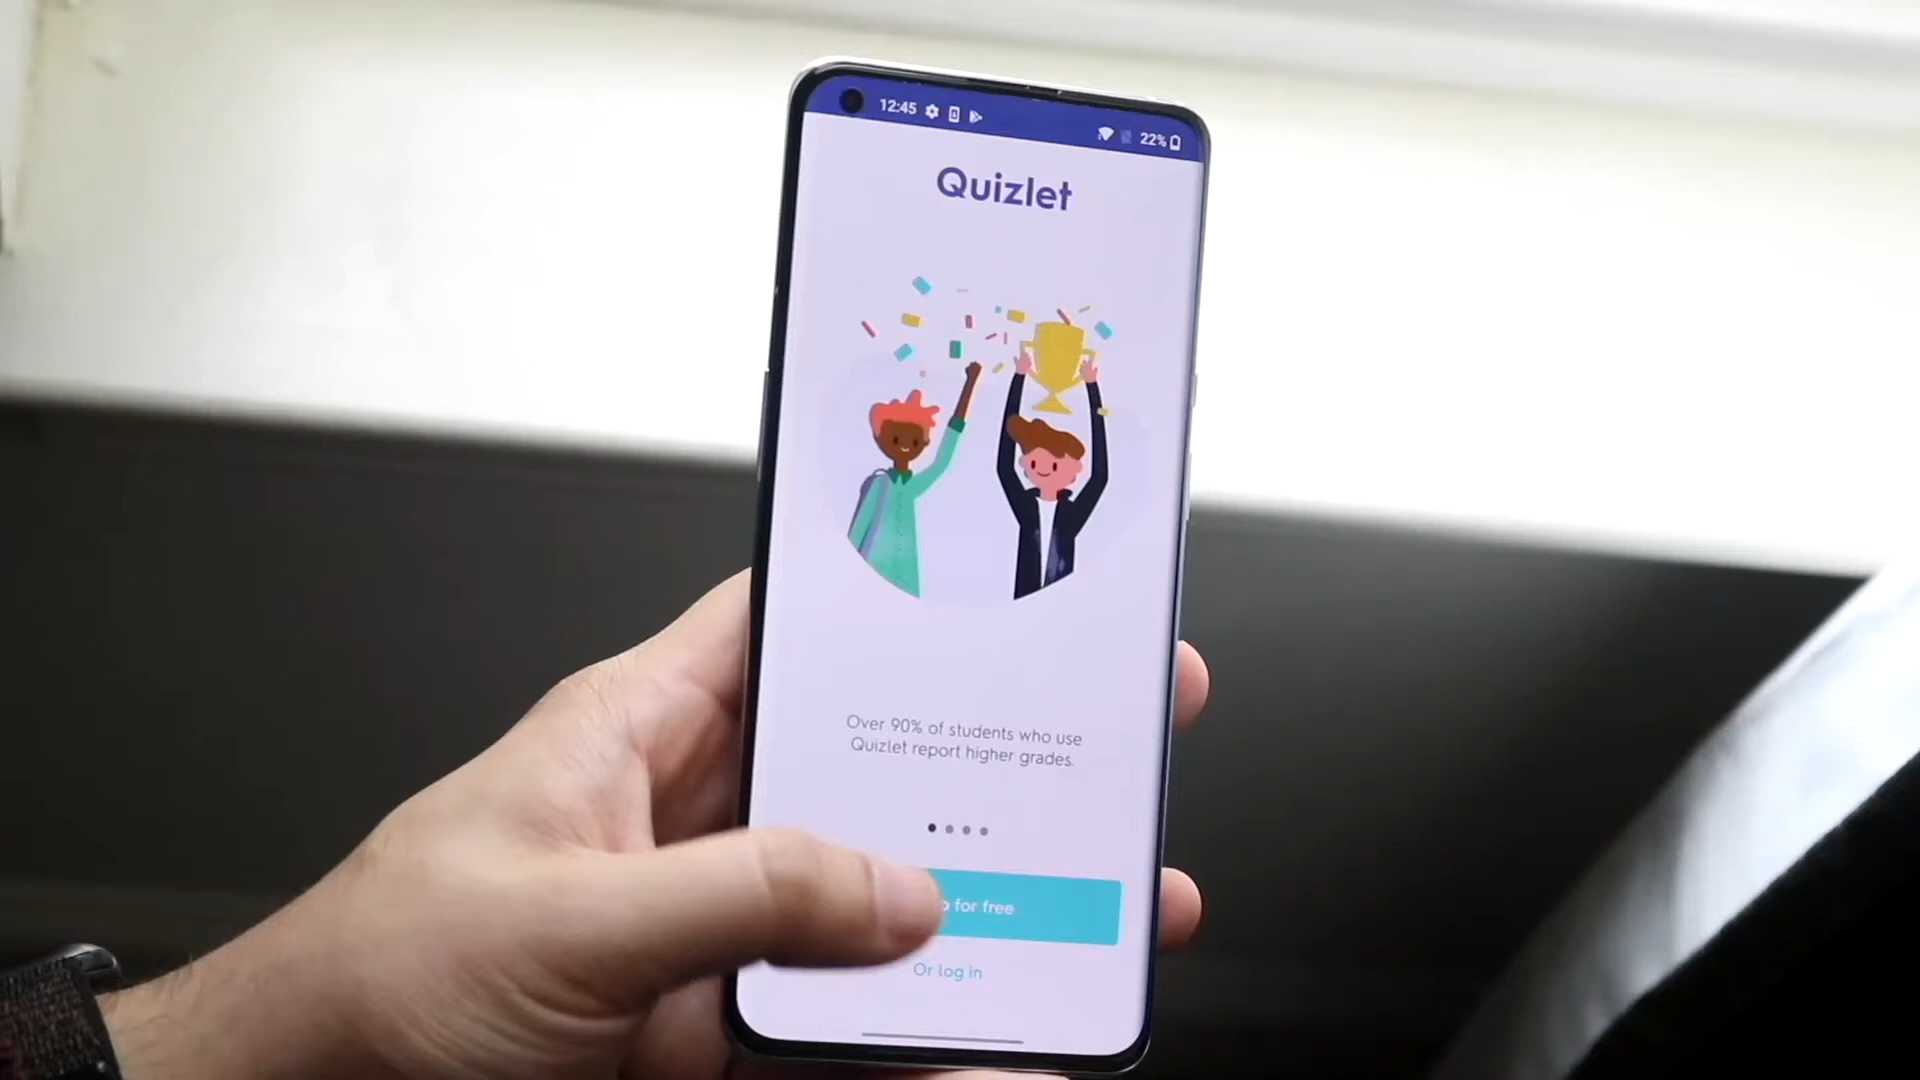 12:45
22%
Quizlet
Over 90% of students who use
Quizlet report higher grades.
for free
Or log in